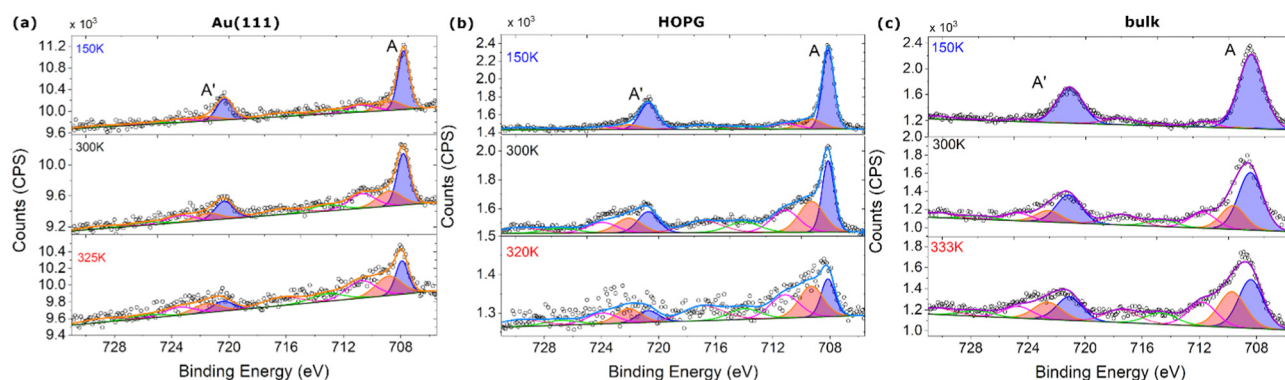 (a) Au(111)
x 10³
11.2
10.8
10.4
10.0
9.6
150K
A'
A
10.0
9.6
9.2
300K
10.4
10.2
10.0
9.8
9.6
9.4
325K
728 724 720 716 712 708
Counts (CPS)
Binding Energy (eV)
(b) HOPG
x 10³
2.4
2.2
2.0
1.8
1.6
1.4
150K
A'
A
2.0
1.8
1.6
1.5
300K
1.4
1.3
320K
728 724 720 716 712 708
Counts (CPS)
Binding Energy (eV)
(c) bulk
x 10³
2.4
2.0
1.6
1.2
150K
A'
A
1.8
1.6
1.4
1.2
1.0
300K
1.8
1.6
1.4
1.2
1.0
333K
728 724 720 716 712 708
Counts (CPS)
Binding Energy (eV)